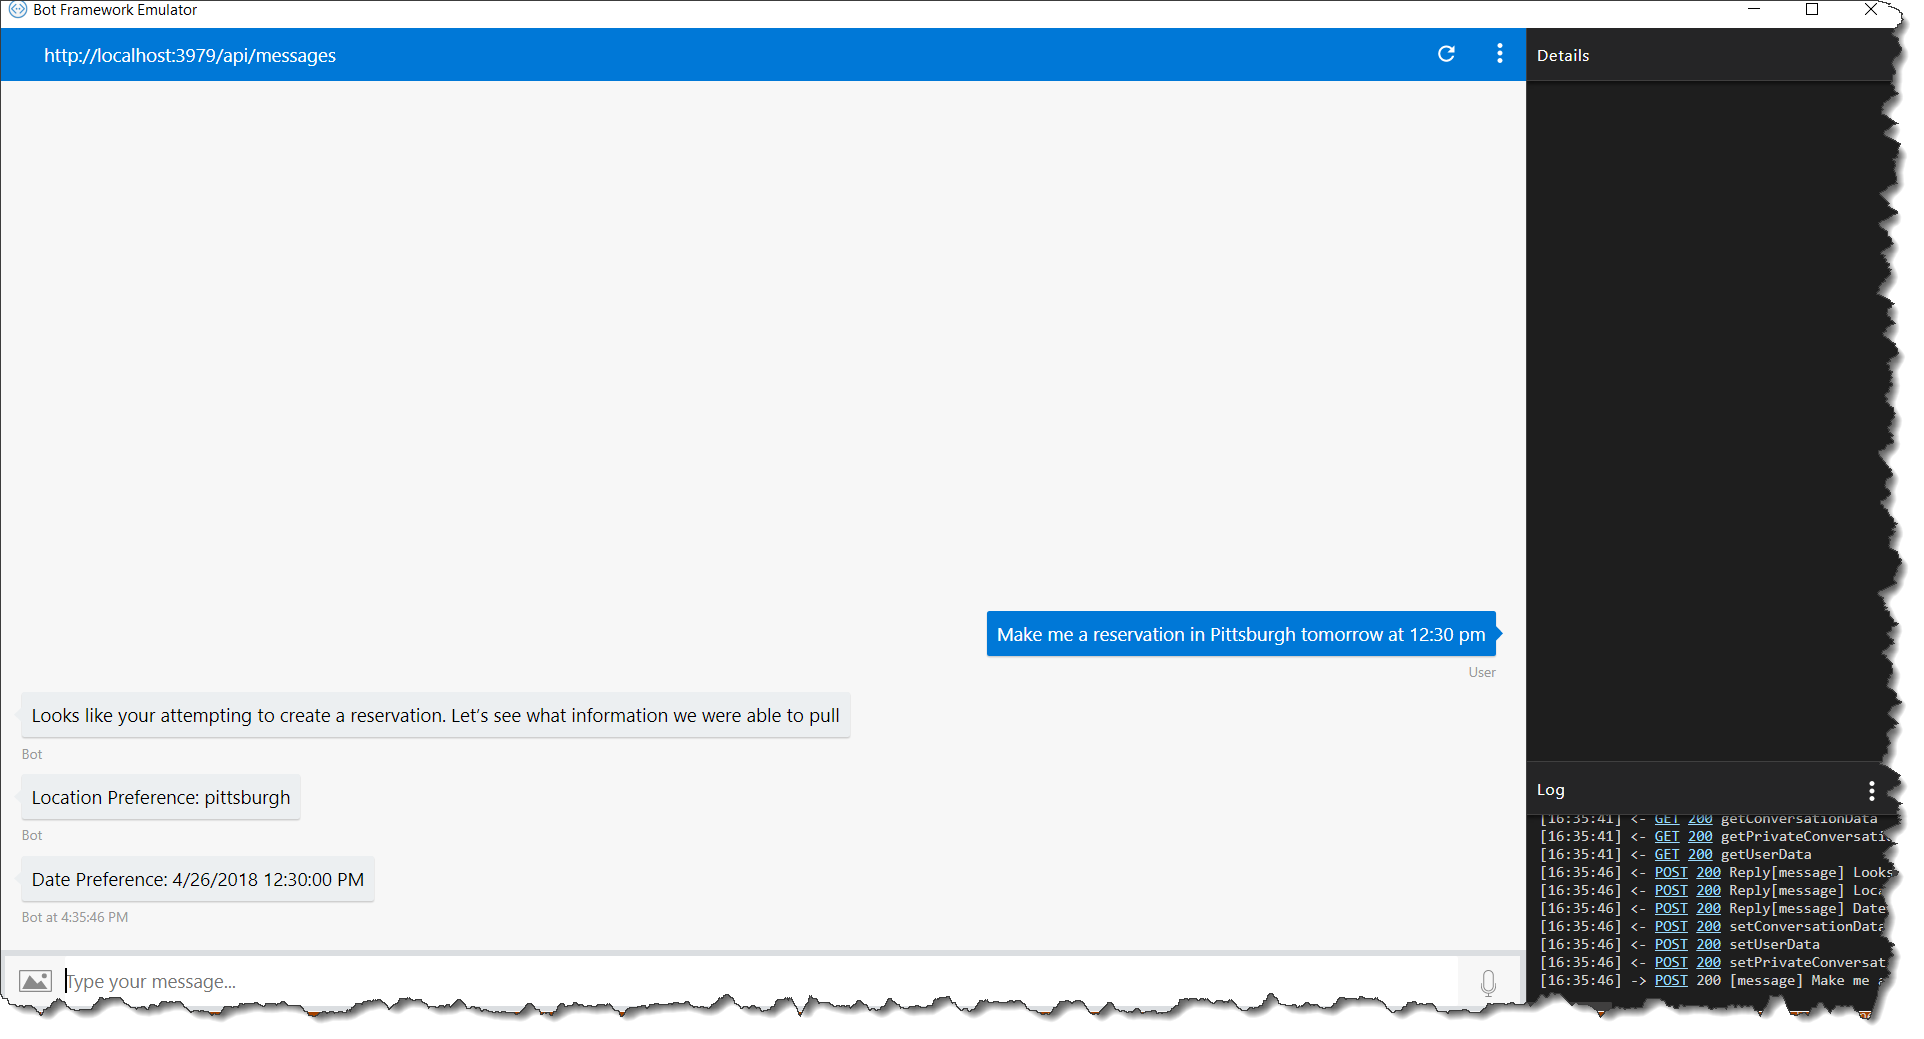 Bot Framework Emulator
http://localhost:3979/api/messages
Details
Make me a reservation in Pittsburgh tomorrow at 12:30 pm
User
Looks like your attempting to create a reservation. Let's see what information we were able to pull
Bot
Location Preference: pittsburgh
Bot
Date Preference: 4/26/2018 12:30:00 PM
Bot at 4:35:46 PM
Type your message...
Log
[16:35:41] <- GET 200 getConversationData
[16:35:41] <- GET 200 getPrivateConversati
[16:35:41] <- GET 200 getUserData
[16:35:46] <- POST 200 Reply[message] Looks
[16:35:46] <- POST 200 Reply[message] Loca
[16:35:46] <- POST 200 Reply[message] Date
[16:35:46] <- POST 200 setConversationData
[16:35:46] <- POST 200 setUserData
[16:35:46] <- POST 200 setPrivateConversat
[16:35:46] -> POST 200 [message] Make me a